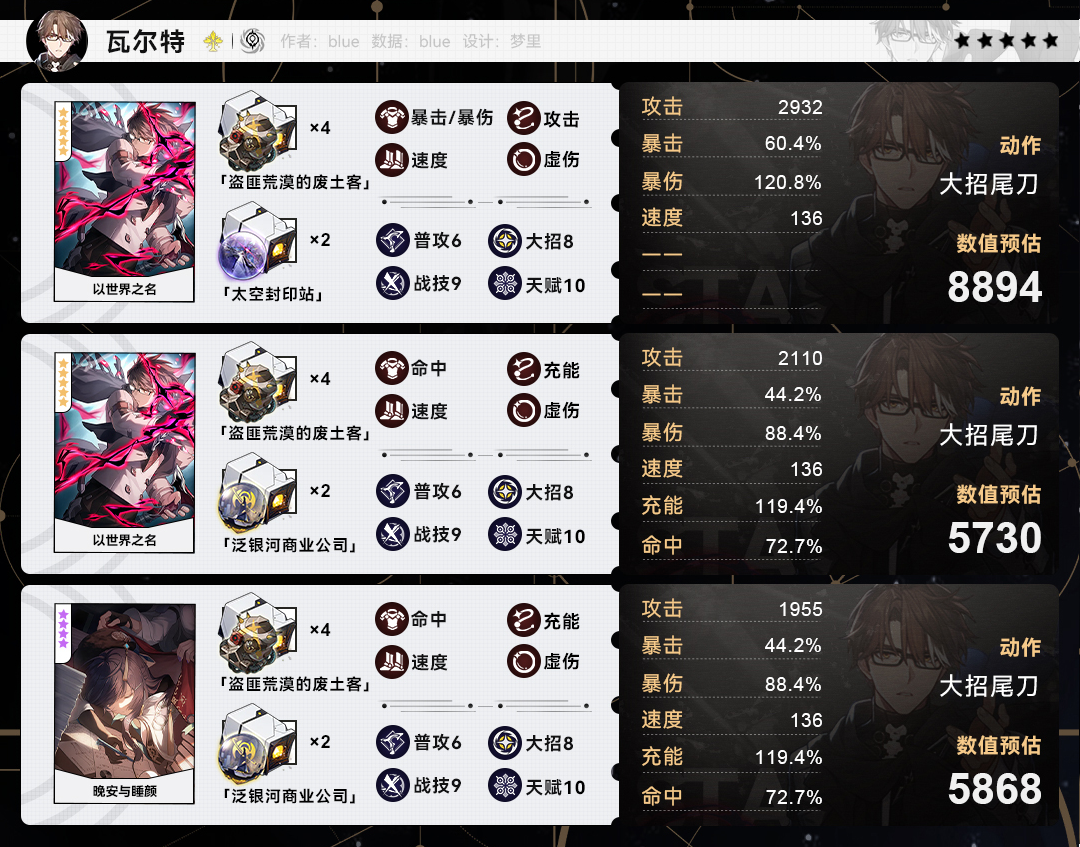 瓦尔特 作者：blue 数据：blue 设计：梦里
以世界之名
×4
「盗匪荒漠的废土客」
×2
「太空封印站」
暴击/暴伤 攻击
速度 虚伤
普攻6 大招8
战技9 天赋10
攻击 2932
暴击 60.4%
暴伤 120.8%
速度 136
——
——
动作
大招尾刀
数值预估
8894
以世界之名
×4
「盗匪荒漠的废土客」
×2
「泛银河商业公司」
命中 充能
速度 虚伤
普攻6 大招8
战技9 天赋10
攻击 2110
暴击 44.2%
暴伤 88.4%
速度 136
充能 119.4%
命中 72.7%
动作
大招尾刀
数值预估
5730
晚安与睡颜
×4
「盗匪荒漠的废土客」
×2
「泛银河商业公司」
命中 充能
速度 虚伤
普攻6 大招8
战技9 天赋10
攻击 1955
暴击 44.2%
暴伤 88.4%
速度 136
充能 119.4%
命中 72.7%
动作
大招尾刀
数值预估
5868